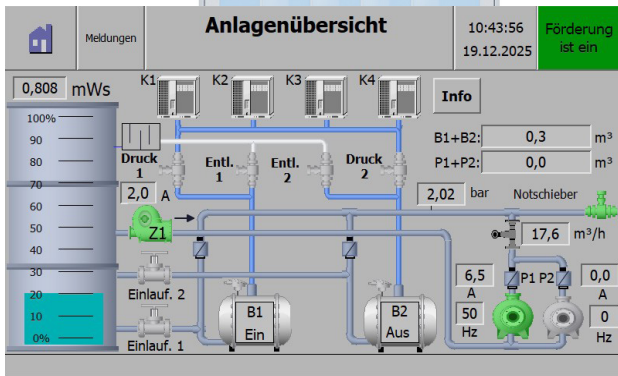 Meldungen
Anlagenübersicht
10:43:56
19.12.2025
Förderung
ist ein
0,808 mWs
K1 K2 K3 K4
Info
100%
90
80
70
60
50
40
30
20
10
0%
B1+B2: 0,3 m³
P1+P2: 0,0 m³
Druck
1
Entl.
1
Entl.
2
Druck
2
2,0 A
Z1
2,02 bar
Notschieber
17,6 m³/h
Einlauf. 2
Einlauf. 1
B1
Ein
B2
Aus
6,5
A
50
Hz
P1 P2
0,0
A
0
Hz